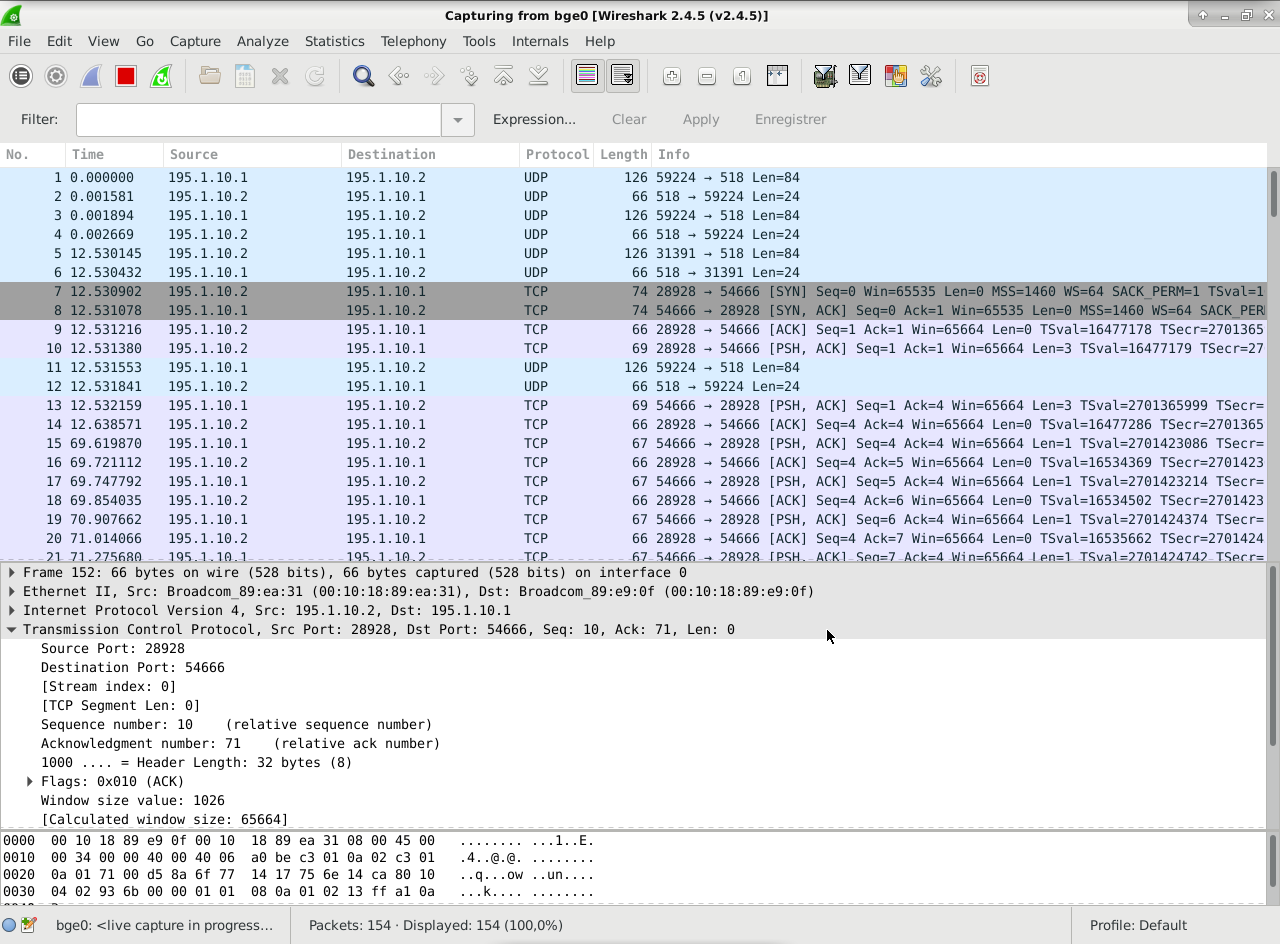 Capturing from bge0 [Wireshark 2.4.5 (v2.4.5)]
File Edit View Go Capture Analyze Statistics Telephony Tools Internals Help
Filter: Expression... Clear Apply Enregistrer
No. Time Source Destination Protocol Length Info
1 0.000000 195.1.10.1 195.1.10.2 UDP 126 59224 → 518 Len=84
2 0.001581 195.1.10.2 195.1.10.1 UDP 66 518 → 59224 Len=24
3 0.001894 195.1.10.1 195.1.10.2 UDP 126 59224 → 518 Len=84
4 0.002669 195.1.10.2 195.1.10.1 UDP 66 518 → 59224 Len=24
5 12.530145 195.1.10.1 195.1.10.2 UDP 126 31391 → 518 Len=84
6 12.530432 195.1.10.2 195.1.10.1 UDP 66 518 → 31391 Len=24
7 12.530902 195.1.10.2 195.1.10.1 TCP 74 28928 → 54666 [SYN] Seq=0 Win=65535 Len=0 MSS=1460 WS=64 SACK_PERM=1 TSval=1
8 12.531078 195.1.10.1 195.1.10.2 TCP 74 54666 → 28928 [SYN, ACK] Seq=0 Ack=1 Win=65535 Len=0 MSS=1460 WS=64 SACK_PER
9 12.531216 195.1.10.2 195.1.10.1 TCP 66 28928 → 54666 [ACK] Seq=1 Ack=1 Win=65664 Len=0 TSval=16477178 TSecr=2701365
10 12.531380 195.1.10.2 195.1.10.1 TCP 69 28928 → 54666 [PSH, ACK] Seq=1 Ack=1 Win=65664 Len=3 TSval=16477179 TSecr=27
11 12.531553 195.1.10.1 195.1.10.2 UDP 126 59224 → 518 Len=84
12 12.531841 195.1.10.2 195.1.10.1 UDP 66 518 → 59224 Len=24
13 12.532159 195.1.10.1 195.1.10.2 TCP 69 54666 → 28928 [PSH, ACK] Seq=1 Ack=4 Win=65664 Len=3 TSval=2701365999 TSecr=
14 12.638571 195.1.10.2 195.1.10.1 TCP 66 28928 → 54666 [ACK] Seq=4 Ack=4 Win=65664 Len=0 TSval=16477286 TSecr=2701365
15 69.619870 195.1.10.1 195.1.10.2 TCP 67 54666 → 28928 [PSH, ACK] Seq=4 Ack=4 Win=65664 Len=1 TSval=2701423086 TSecr=
16 69.721112 195.1.10.2 195.1.10.1 TCP 66 28928 → 54666 [ACK] Seq=4 Ack=5 Win=65664 Len=0 TSval=16534369 TSecr=2701423
17 69.747792 195.1.10.1 195.1.10.2 TCP 67 54666 → 28928 [PSH, ACK] Seq=5 Ack=4 Win=65664 Len=1 TSval=2701423214 TSecr=
18 69.854035 195.1.10.2 195.1.10.1 TCP 66 28928 → 54666 [ACK] Seq=4 Ack=6 Win=65664 Len=0 TSval=16534502 TSecr=2701423
19 70.907662 195.1.10.1 195.1.10.2 TCP 67 54666 → 28928 [PSH, ACK] Seq=6 Ack=4 Win=65664 Len=1 TSval=2701424374 TSecr=
20 71.014066 195.1.10.2 195.1.10.1 TCP 66 28928 → 54666 [ACK] Seq=4 Ack=7 Win=65664 Len=0 TSval=16535662 TSecr=2701424
21 71.275680 195.1.10.1 195.1.10.2 TCP 67 54666 → 28928 [PSH, ACK] Seq=7 Ack=4 Win=65664 Len=1 TSval=2701424742 TSecr=
Frame 152: 66 bytes on wire (528 bits), 66 bytes captured (528 bits) on interface 0
Ethernet II, Src: Broadcom_89:ea:31 (00:10:18:89:ea:31), Dst: Broadcom_89:e9:0f (00:10:18:89:e9:0f)
Internet Protocol Version 4, Src: 195.1.10.2, Dst: 195.1.10.1
Transmission Control Protocol, Src Port: 28928, Dst Port: 54666, Seq: 10, Ack: 71, Len: 0
Source Port: 28928
Destination Port: 54666
[Stream index: 0]
[TCP Segment Len: 0]
Sequence number: 10 (relative sequence number)
Acknowledgment number: 71 (relative ack number)
1000 .... = Header Length: 32 bytes (8)
Flags: 0x010 (ACK)
Window size value: 1026
[Calculated window size: 65664]
0000 00 10 18 89 e9 0f 00 10 18 89 ea 31 08 00 45 00 ........ ...1..E.
0010 00 34 00 00 40 00 40 06 a0 be c3 01 0a 02 c3 01 .4..@.@. ........
0020 0a 01 71 00 d5 8a 6f 77 14 17 75 6e 14 ca 80 10 ..q...ow ..un....
0030 04 02 93 6b 00 00 01 01 08 0a 01 02 13 ff a1 0a ...k.... ........
bge0: <live capture in progress... Packets: 154 · Displayed: 154 (100,0%) Profile: Default